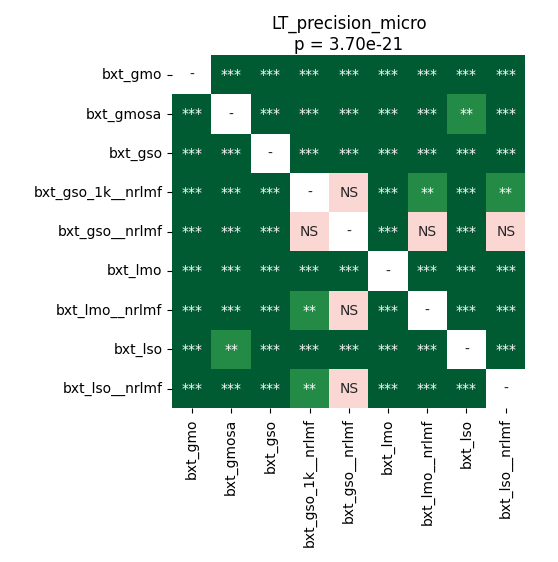 LT_precision_micro
p = 3.70e-21
bxt_gmo - *** *** *** *** *** *** *** ***
bxt_gmosa *** - *** *** *** *** *** ** ***
bxt_gso *** *** - *** *** *** *** *** ***
bxt_gso_1k__nrlmf *** *** *** - NS *** ** *** **
bxt_gso__nrlmf *** *** *** NS - *** NS *** NS
bxt_lmo *** *** *** *** *** - *** *** ***
bxt_lmo__nrlmf *** *** *** ** NS *** - *** ***
bxt_lso *** ** *** *** *** *** *** - ***
bxt_lso__nrlmf *** *** *** ** NS *** *** *** -
bxt_gmo
bxt_gmosa
bxt_gso
bxt_gso_1k__nrlmf
bxt_gso__nrlmf
bxt_lmo
bxt_lmo__nrlmf
bxt_lso
bxt_lso__nrlmf